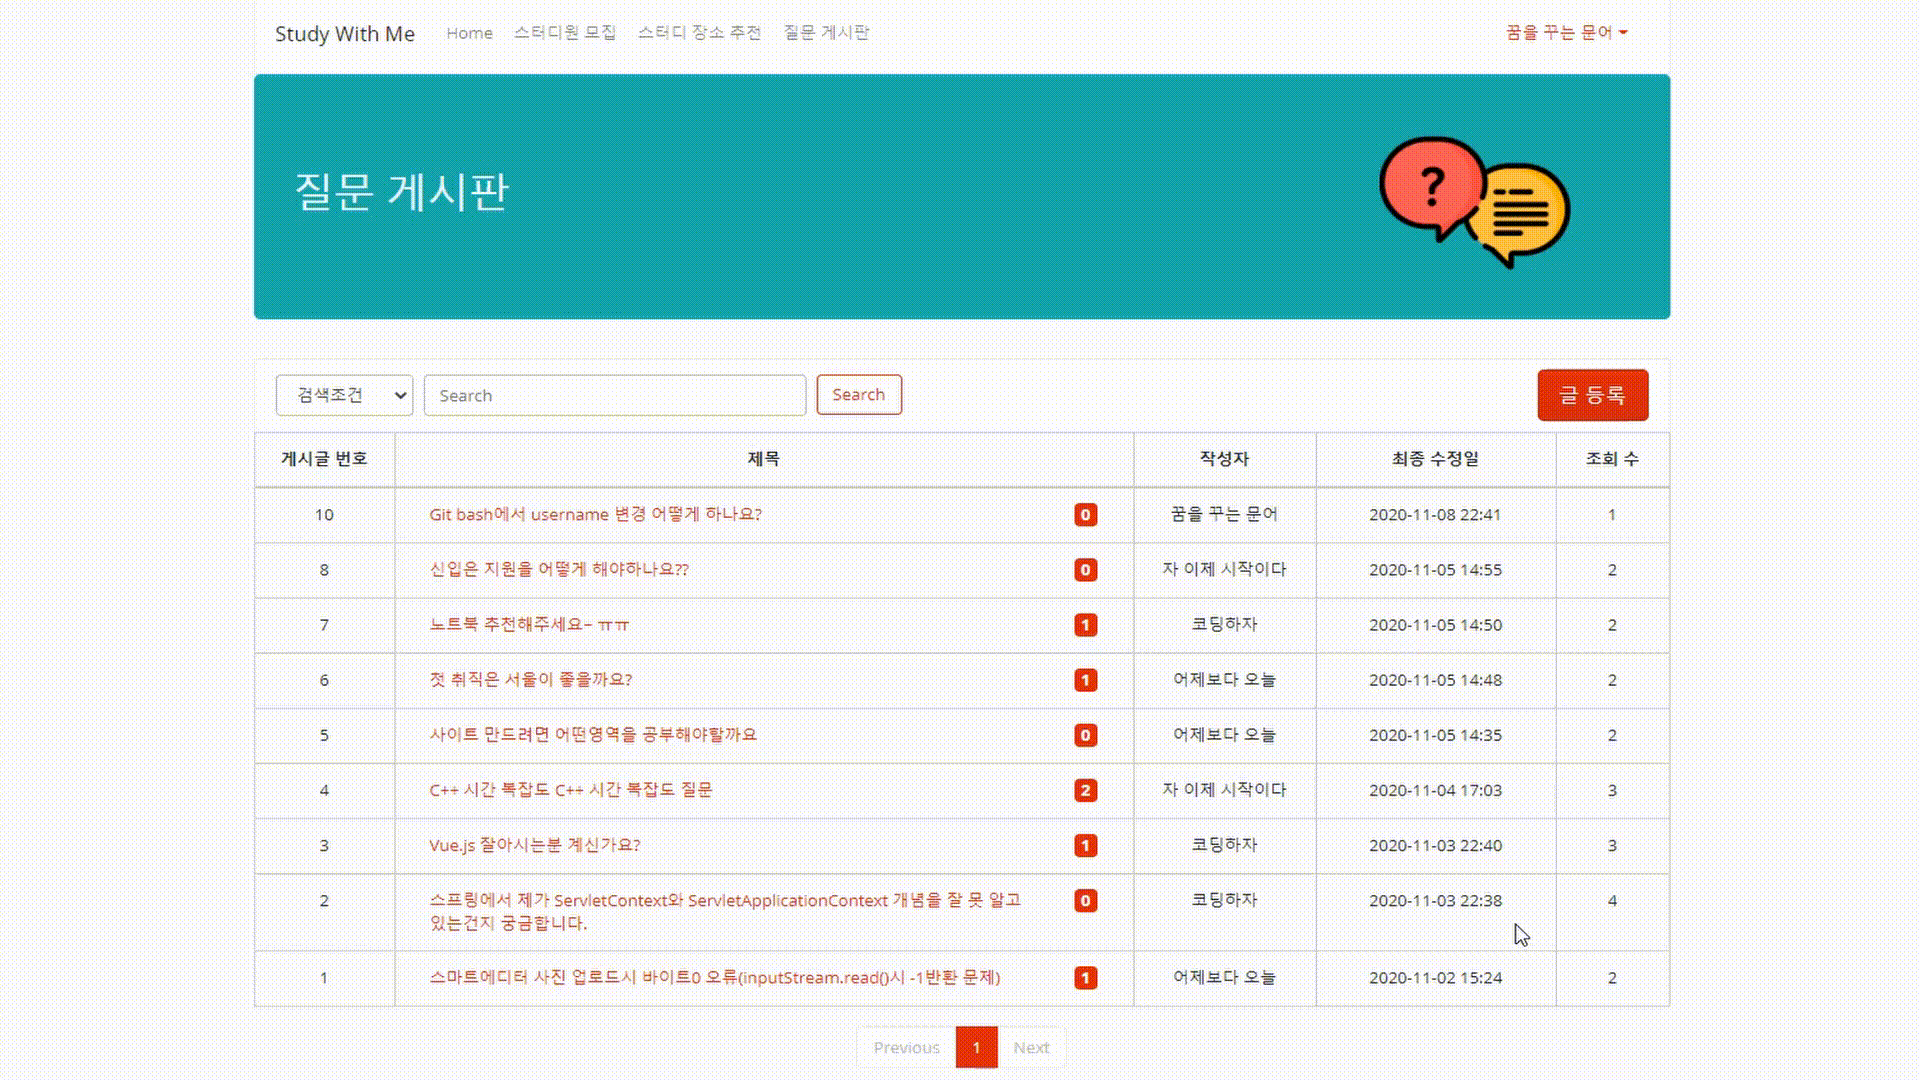 Study With Me Home 스터디원 모집 스터디 장소 추천 질문 게시판 꿈을 꾸는 문어
질문 게시판
?
검색조건 Search Search 글 등록
게시글 번호 제목 작성자 최종 수정일 조회 수
10 Git bash에서 username 변경 어떻게 하나요? 0 꿈을 꾸는 문어 2020-11-08 22:41 1
8 신입은 지원을 어떻게 해야하나요?? 0 자 이제 시작이다 2020-11-05 14:55 2
7 노트북 추천해주세요~ ㅠㅠ 1 코딩하자 2020-11-05 14:50 2
6 첫 취직은 서울이 좋을까요? 1 어제보다 오늘 2020-11-05 14:48 2
5 사이트 만드려면 어떤영역을 공부해야할까요 0 어제보다 오늘 2020-11-05 14:35 2
4 C++ 시간 복잡도 C++ 시간 복잡도 질문 2 자 이제 시작이다 2020-11-04 17:03 3
3 Vue.js 잘아시는분 계신가요? 1 코딩하자 2020-11-03 22:40 3
2 스프링에서 제가 ServletContext와 ServletApplicationContext 개념을 잘 못 알고 0 코딩하자 2020-11-03 22:38 4
있는건지 궁금합니다.
1 스마트에디터 사진 업로드시 바이트0 오류(inputStream.read()시 -1반환 문제) 1 어제보다 오늘 2020-11-02 15:24 2
Previous 1 Next